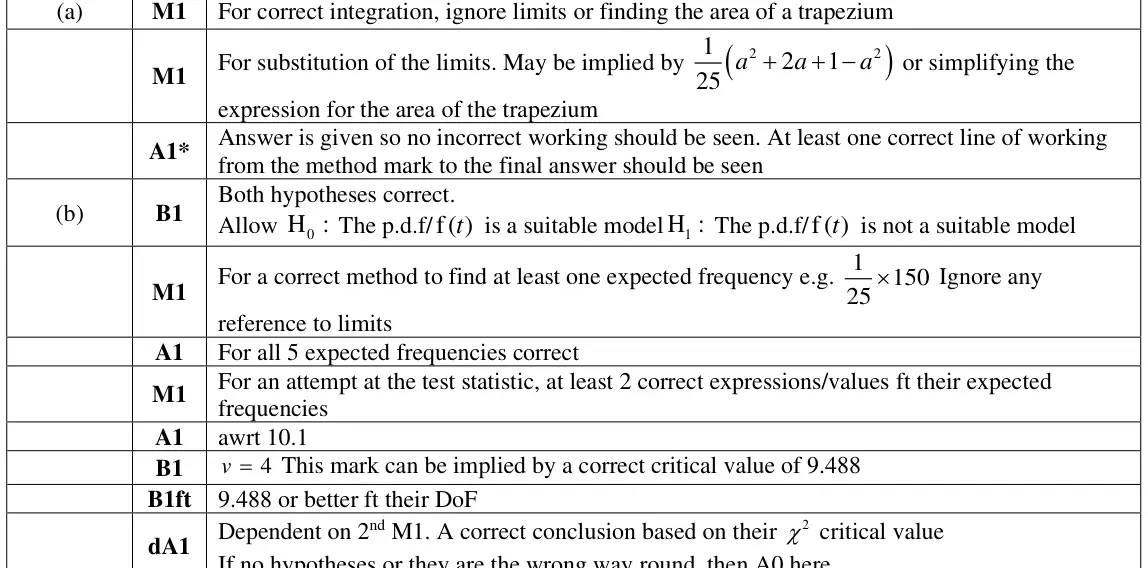 (a) M1 For correct integration, ignore limits or finding the area of a trapezium
M1 For substitution of the limits. May be implied by 1/25 (a² + 2a + 1 − a²) or simplifying the
expression for the area of the trapezium
A1* Answer is given so no incorrect working should be seen. At least one correct line of working
from the method mark to the final answer should be seen
(b) B1 Both hypotheses correct.
Allow H₀ : The p.d.f/ f (t) is a suitable model H₁ : The p.d.f/ f (t) is not a suitable model
M1 For a correct method to find at least one expected frequency e.g. 1/25 ×150 Ignore any
reference to limits
A1 For all 5 expected frequencies correct
M1 For an attempt at the test statistic, at least 2 correct expressions/values ft their expected
frequencies
A1 awrt 10.1
B1 v = 4 This mark can be implied by a correct critical value of 9.488
B1ft 9.488 or better ft their DoF
dA1 Dependent on 2nd M1. A correct conclusion based on their χ² critical value
If no hypotheses or they are the wrong way round, then A0 here